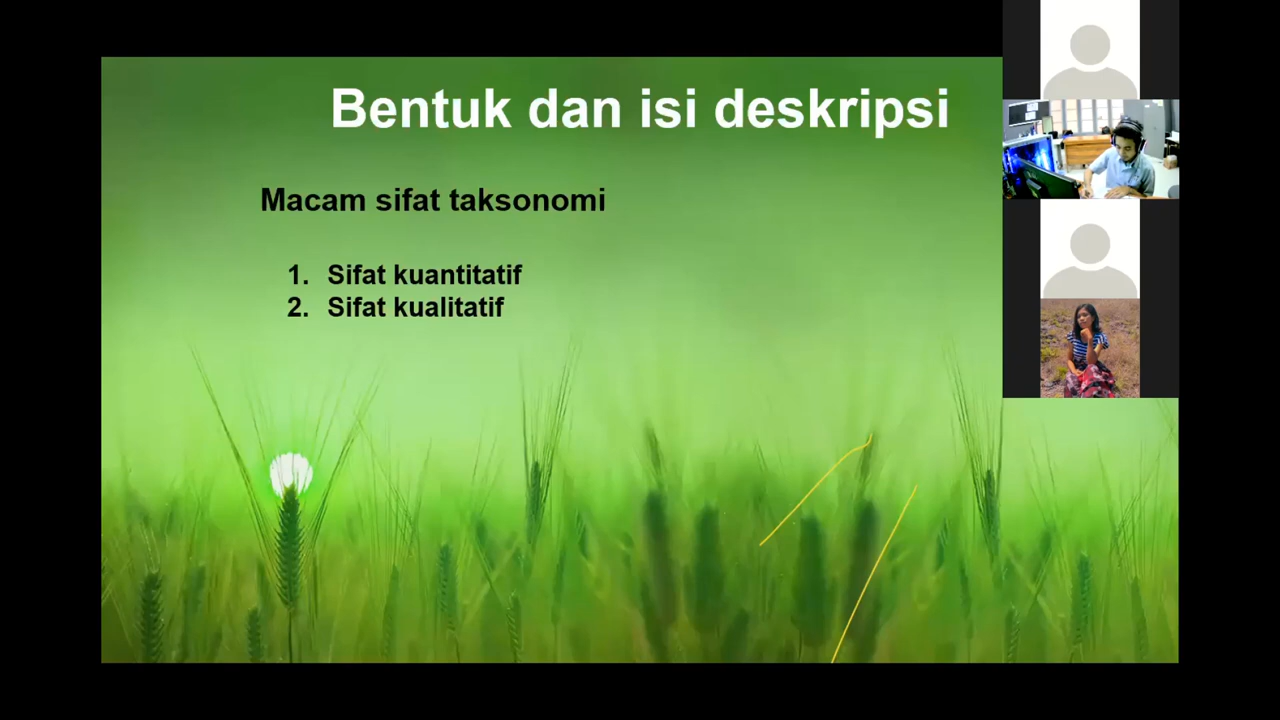 Bentuk dan isi deskripsi
Macam sifat taksonomi
1. Sifat kuantitatif
2. Sifat kualitatif